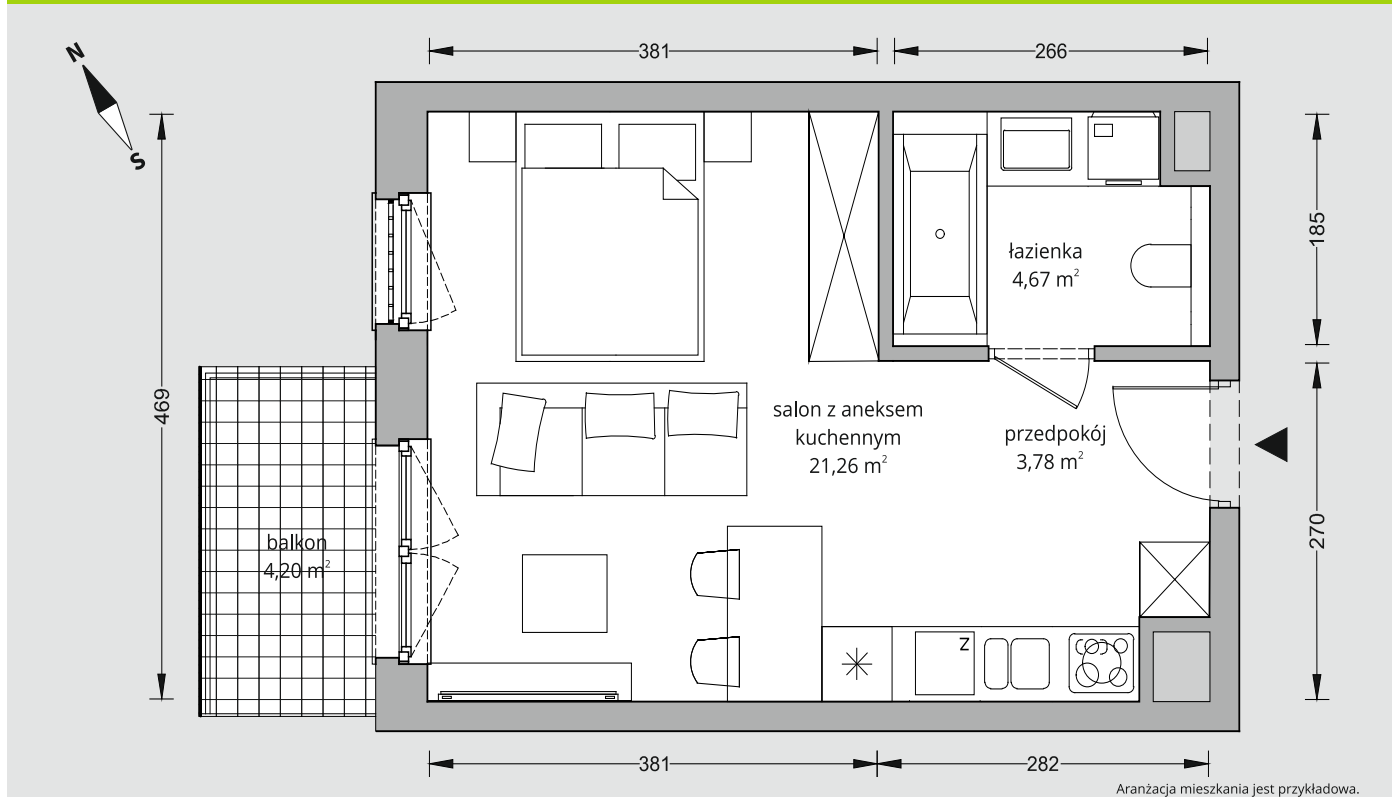 381
266
N
S
469
185
łazienka
4,67 m²
salon z aneksem
kuchennym
21,26 m²
przedpokój
3,78 m²
270
balkon
4,20 m²
Z
381
282
Aranżacja mieszkania jest przykładowa.